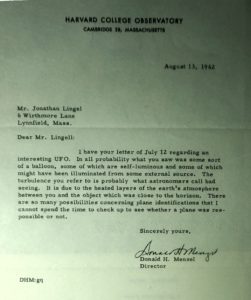 HARVARD COLLEGE OBSERVATORY
CAMBRIDGE 38, MASSACHUSETTS
August 13, 1962
Mr. Jonathan Lingel
6 Wirthmore Lane
Lynnfield, Mass.
Dear Mr. Lingell:
I have your letter of July 12 regarding an
interesting UFO. In all probability what you saw was some sort
of a balloon, some of which are self-luminous and some of which
might have been illuminated from some external source. The
turbulence you refer to is probably what astronomers call bad
seeing. It is due to the heated layers of the earth's atmosphere
between you and the object which was close to the horizon. There
are so many possibilities concerning plane identifications that I
cannot spend the time to check up to see whether a plane was res-
ponsible or not.
Sincerely yours,
Donald H Menzel
Donald H. Menzel
Director
DHM:gq